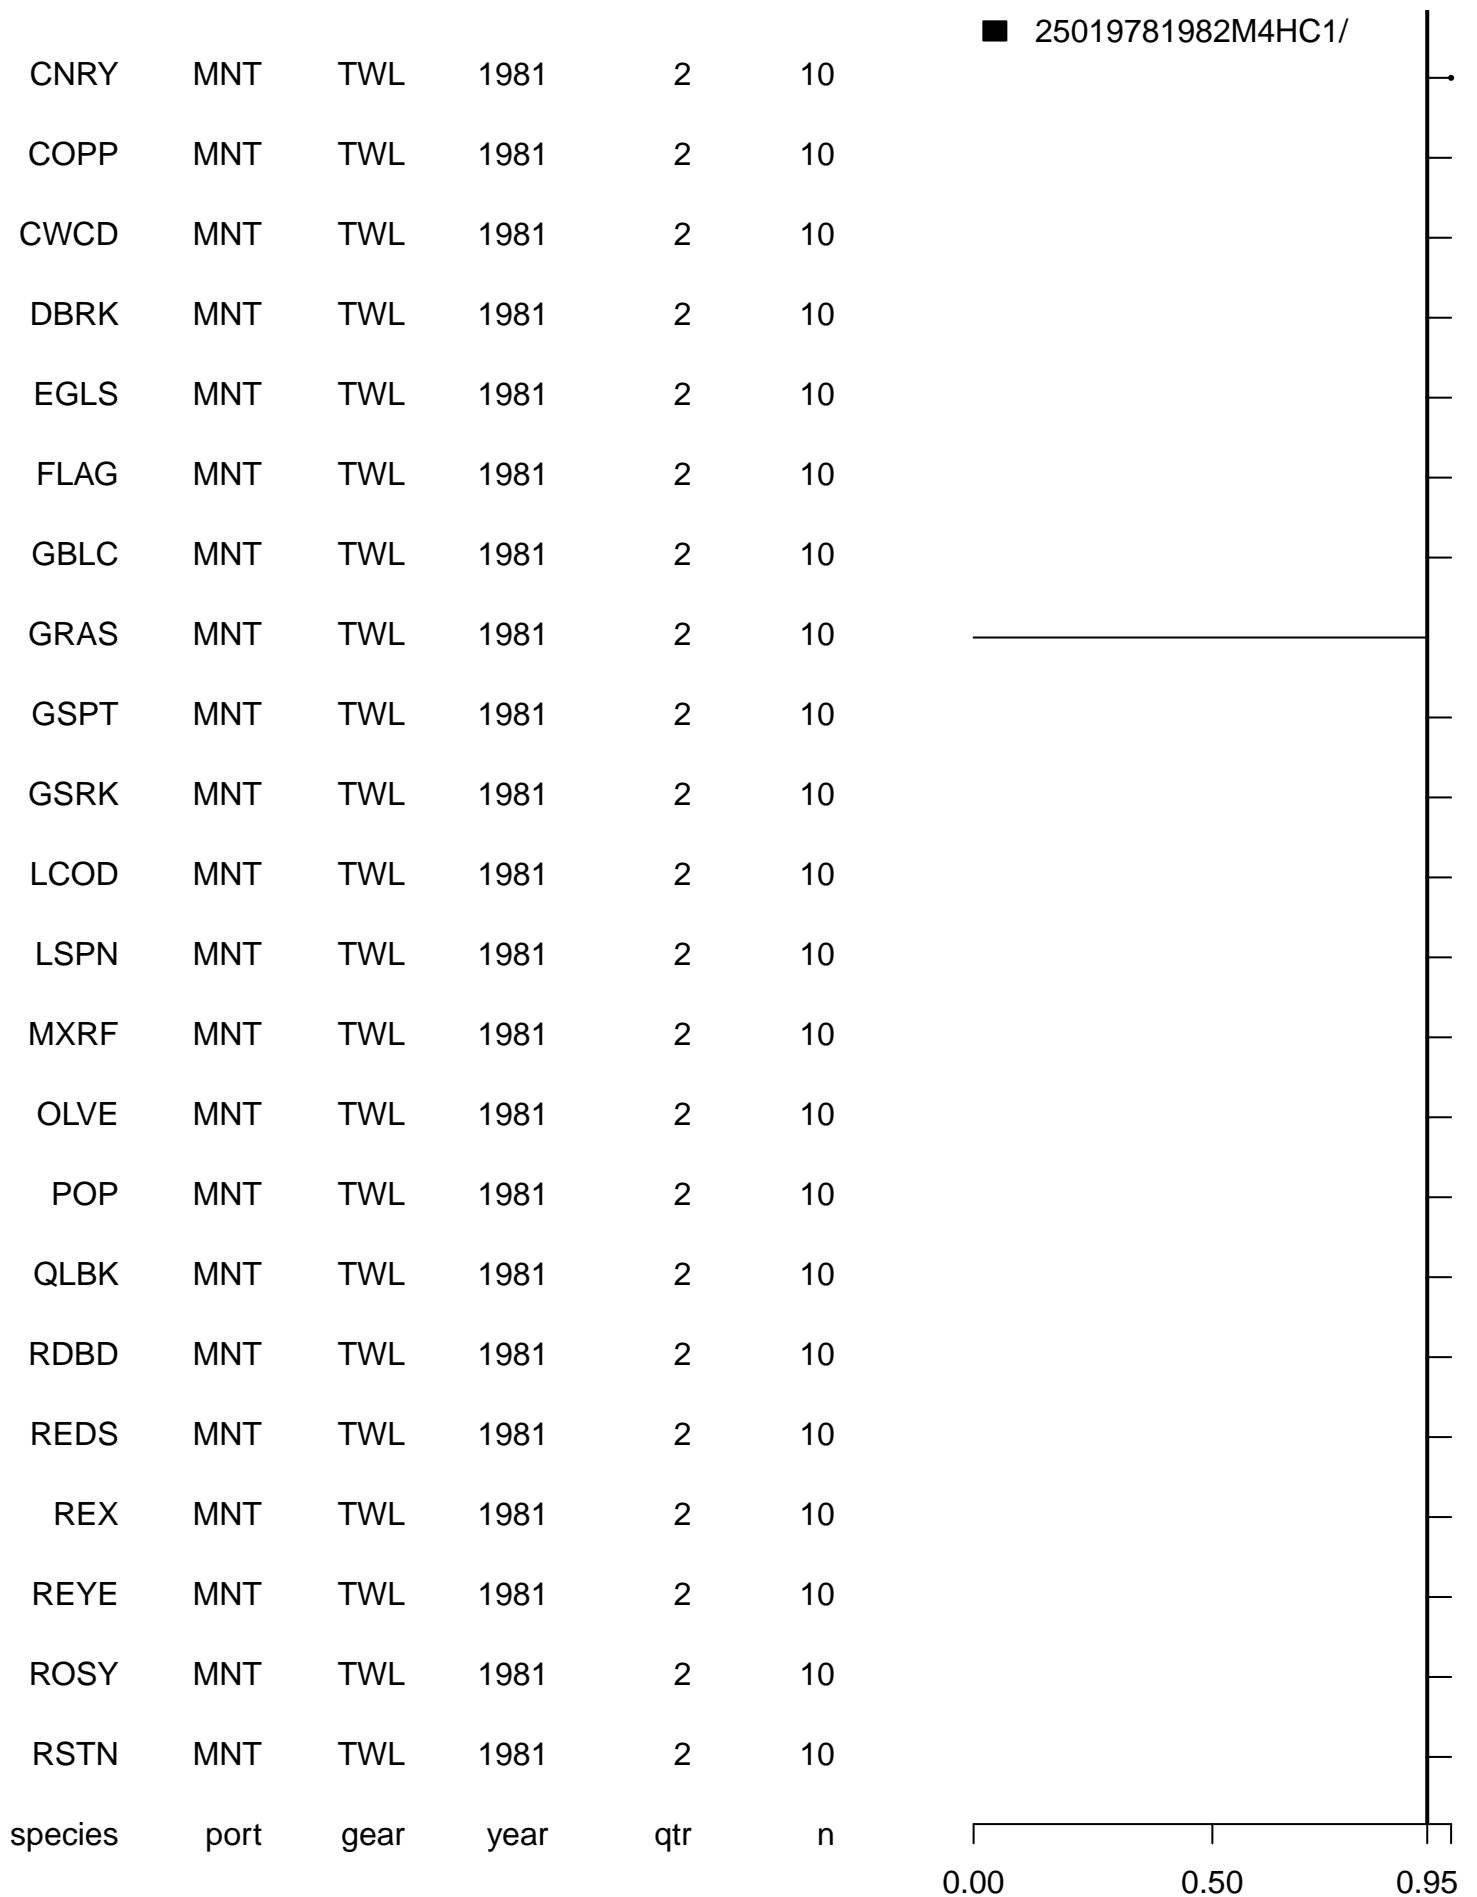 25019781982M4HC1/
CNRY MNT TWL 1981 2 10
COPP MNT TWL 1981 2 10
CWCD MNT TWL 1981 2 10
DBRK MNT TWL 1981 2 10
EGLS MNT TWL 1981 2 10
FLAG MNT TWL 1981 2 10
GBLC MNT TWL 1981 2 10
GRAS MNT TWL 1981 2 10
GSPT MNT TWL 1981 2 10
GSRK MNT TWL 1981 2 10
LCOD MNT TWL 1981 2 10
LSPN MNT TWL 1981 2 10
MXRF MNT TWL 1981 2 10
OLVE MNT TWL 1981 2 10
POP MNT TWL 1981 2 10
QLBK MNT TWL 1981 2 10
RDBD MNT TWL 1981 2 10
REDS MNT TWL 1981 2 10
REX MNT TWL 1981 2 10
REYE MNT TWL 1981 2 10
ROSY MNT TWL 1981 2 10
RSTN MNT TWL 1981 2 10
species port gear year qtr n
0.00 0.50 0.95